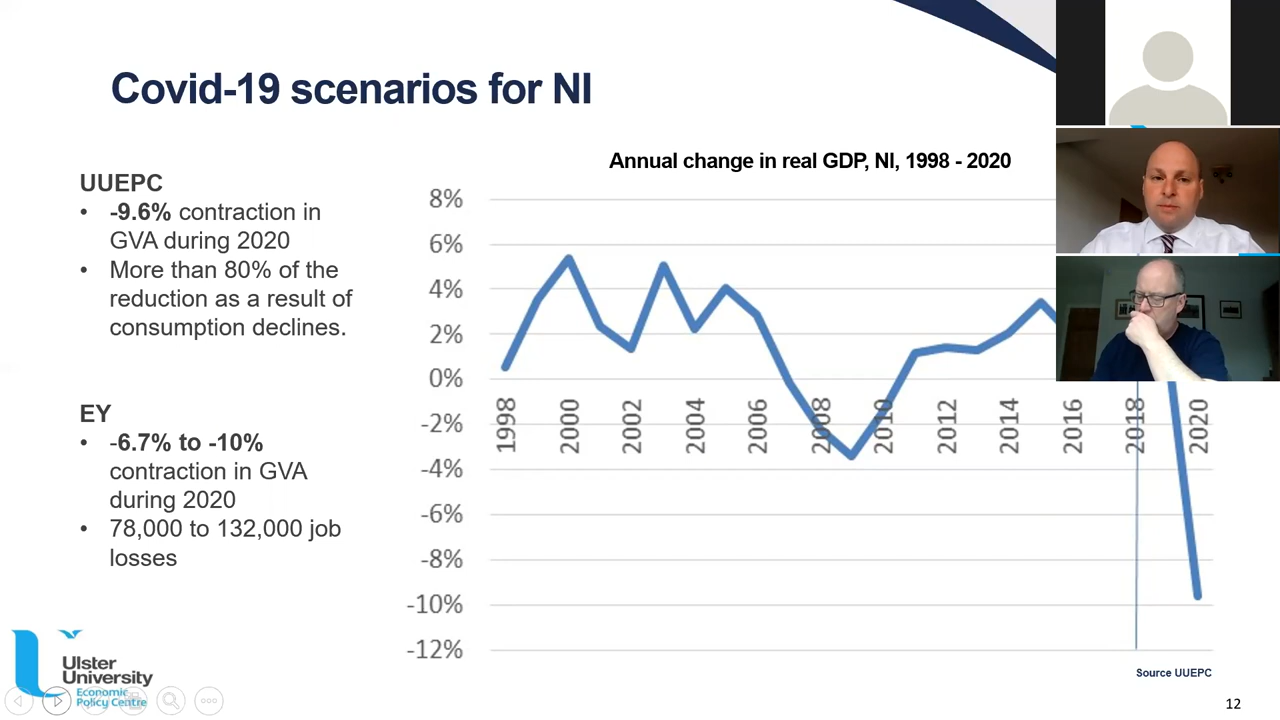 Covid-19 scenarios for NI
UUEPC
• -9.6% contraction in
GVA during 2020
• More than 80% of the
reduction as a result of
consumption declines.
EY
• -6.7% to -10%
contraction in GVA
during 2020
• 78,000 to 132,000 job
losses
Annual change in real GDP, NI, 1998 - 2020
8%
6%
4%
2%
0%
-2%
-4%
-6%
-8%
-10%
-12%
1998
2000
2002
2004
2006
2008
2010
2012
2014
2016
2018
2020
Source UUEPC
Ulster
University
Economic
Policy Centre
12